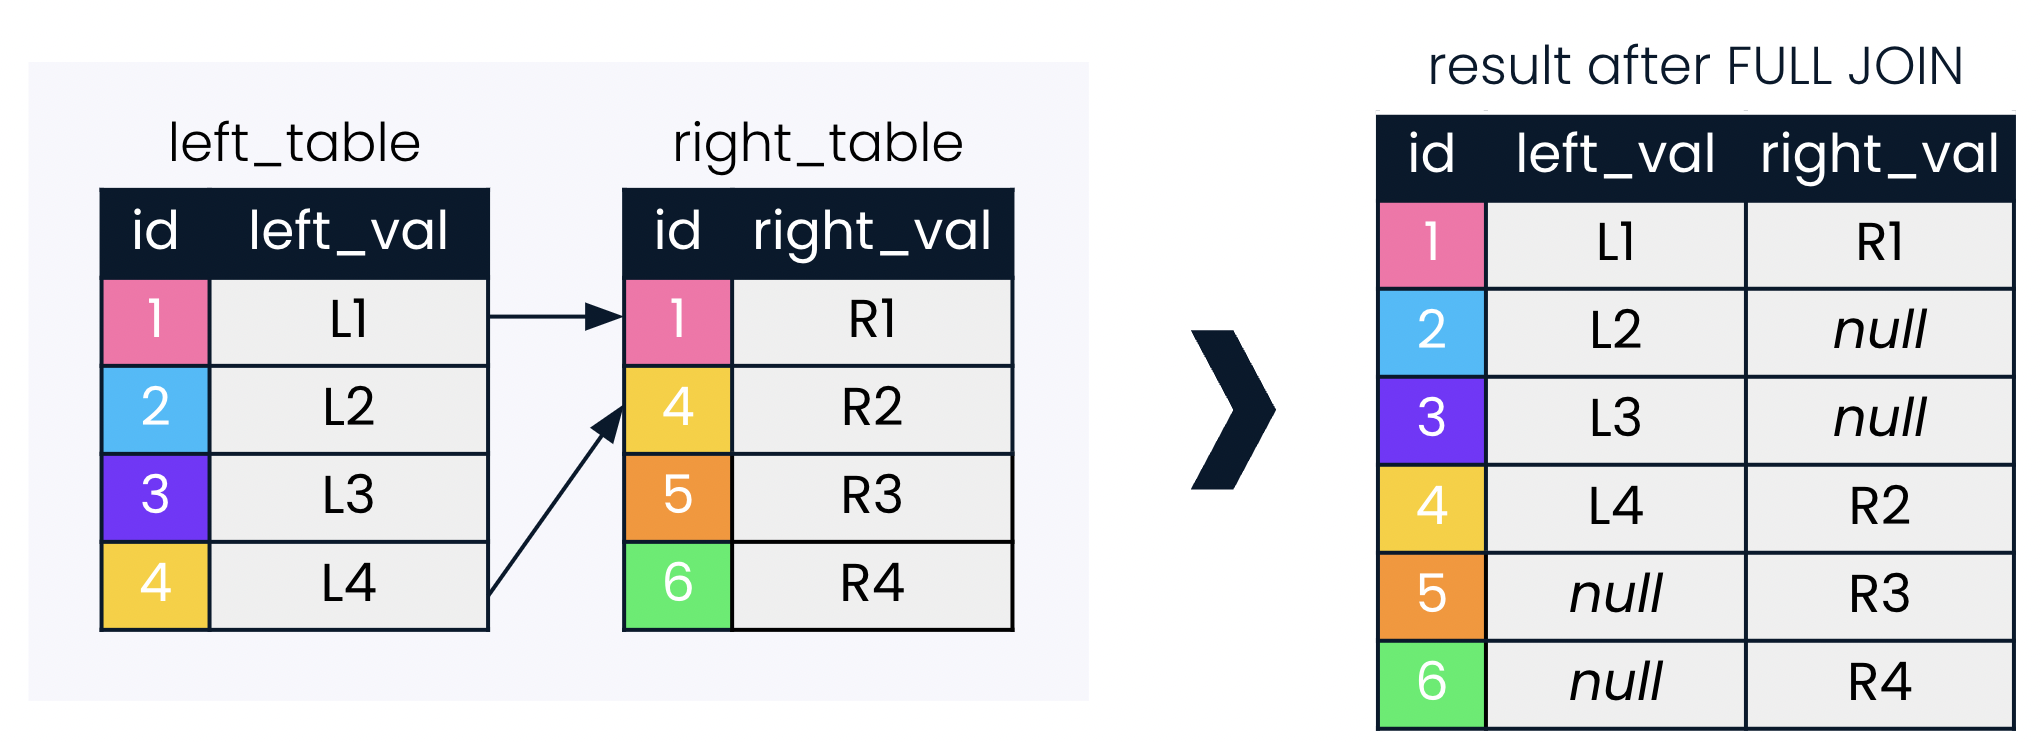 result after FULL JOIN
left_table
id left_val
1 L1
2 L2
3 L3
4 L4
right_table
id right_val
1 R1
4 R2
5 R3
6 R4
id left_val right_val
1 L1 R1
2 L2 null
3 L3 null
4 L4 R2
5 null R3
6 null R4